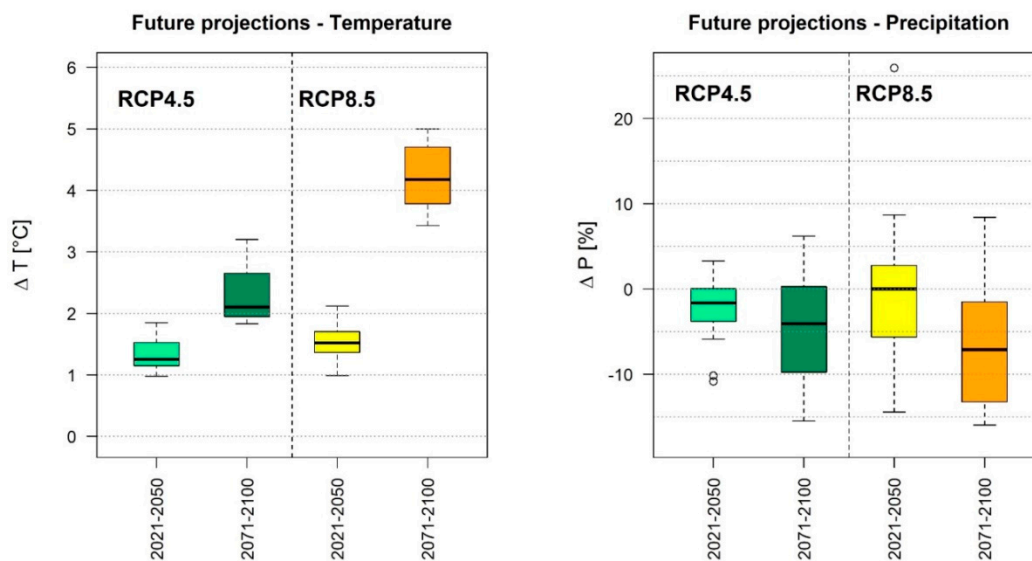 Future projections - Temperature
Δ T [°C]
6
5
4
3
2
1
0
RCP4.5
RCP8.5
2021-2050
2071-2100
2021-2050
2071-2100
Future projections - Precipitation
Δ P [%]
20
10
0
-10
RCP4.5
RCP8.5
2021-2050
2071-2100
2021-2050
2071-2100